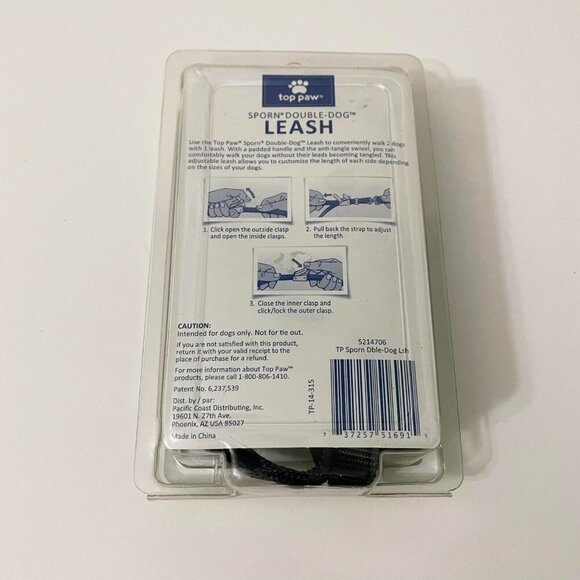 top paw®
SPORN® DOUBLE-DOG™
LEASH
Use the Top Paw® Sporn® Double-Dog™ Leash to conveniently walk 2 dogs
with 1 leash. With a padded handle and the anti-tangle swivel, you can
comfortably walk your dogs without their leads becoming tangled. This
adjustable leash allows you to customize the length of each side depending
on the sizes of your dogs.
1. Click open the outside clasp
and open the inside clasps.
2. Pull back the strap to adjust
the length.
3. Close the inner clasp and
click/lock the outer clasp.
CAUTION:
Intended for dogs only. Not for tie out.
If you are not satisfied with this product,
return it with your valid receipt to the
place of purchase for a refund.
For more information about Top Paw™
products, please call 1-800-806-1410.
Patent No. 6,237,539
Dist. by / par:
Pacific Coast Distributing, Inc.
19601 N. 27th Ave.
Phoenix, AZ USA 85027
Made in China
TP-14-315
5214706
TP Sporn Dble-Dog Lsh
7 37257 51691